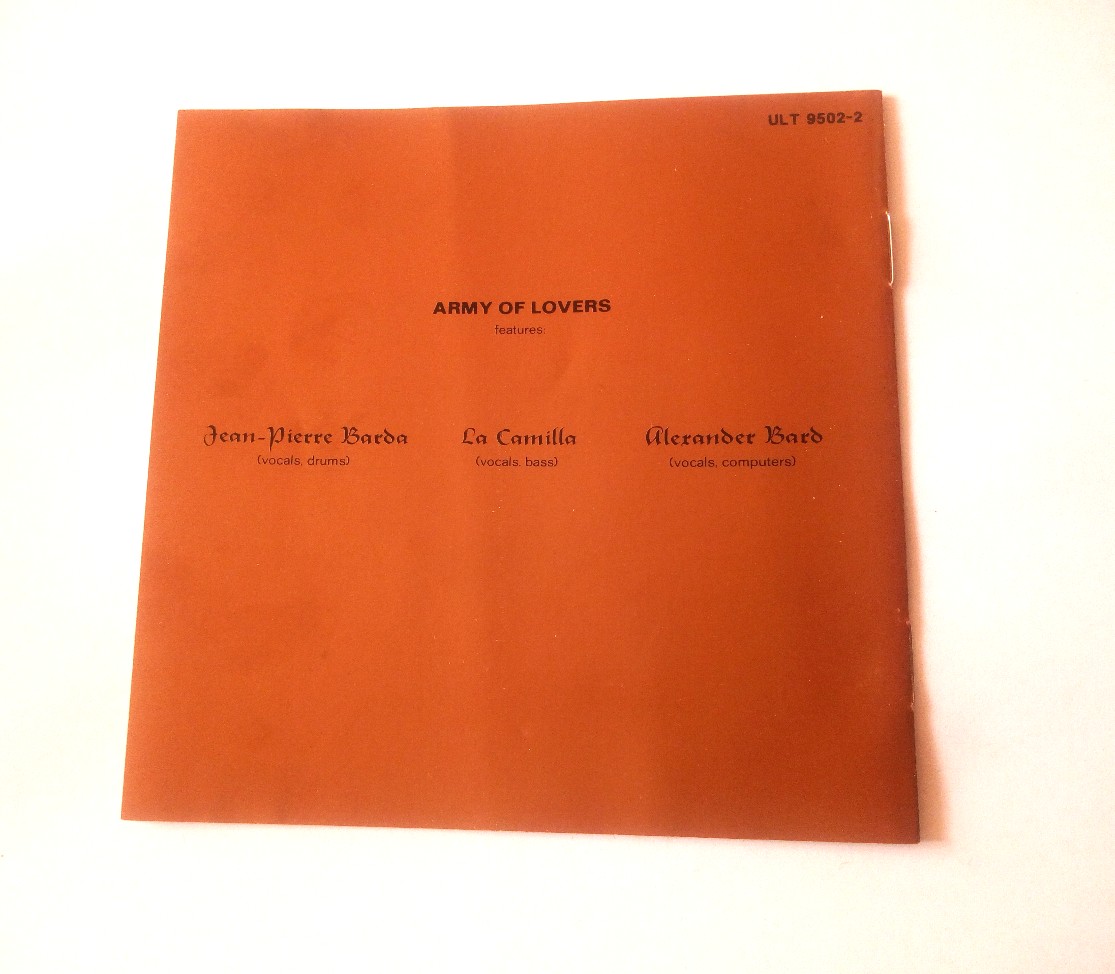 ULT 9502-2
ARMY OF LOVERS
features:
Jean-Pierre Barda La Camilla Alexander Bard
(vocals, drums) (vocals, bass) (vocals, computers)